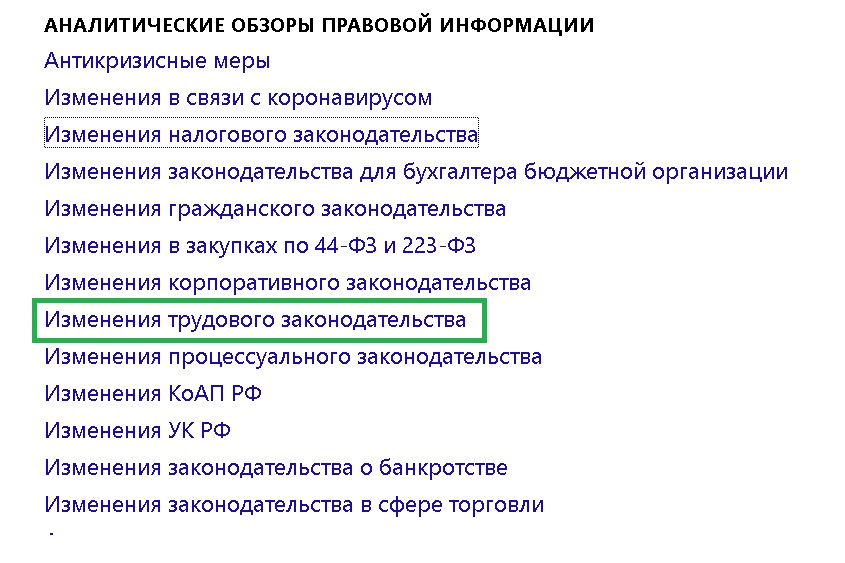 АНАЛИТИЧЕСКИЕ ОБЗОРЫ ПРАВОВОЙ ИНФОРМАЦИИ
Антикризисные меры
Изменения в связи с коронавирусом
Изменения налогового законодательства
Изменения законодательства для бухгалтера бюджетной организации
Изменения гражданского законодательства
Изменения в закупках по 44-ФЗ и 223-ФЗ
Изменения корпоративного законодательства
Изменения трудового законодательства
Изменения процессуального законодательства
Изменения КоАП РФ
Изменения УК РФ
Изменения законодательства о банкротстве
Изменения законодательства в сфере торговли